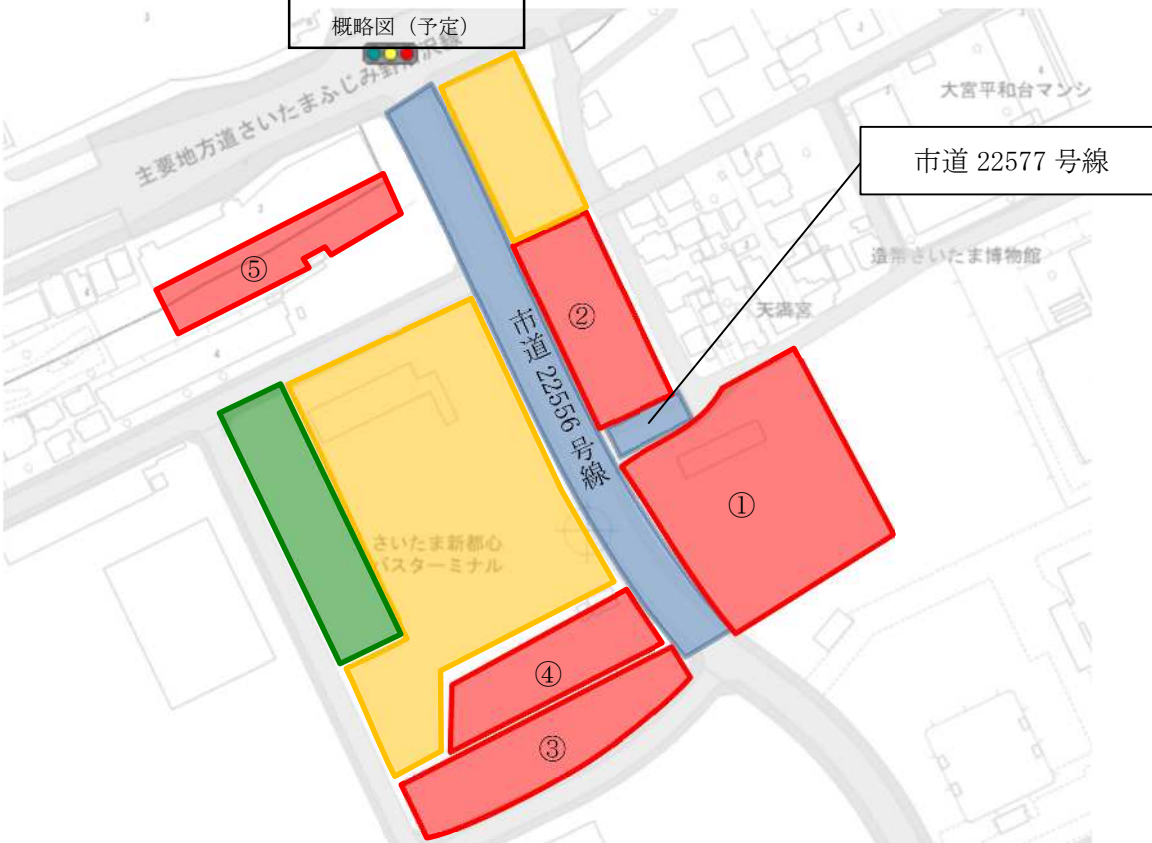 概略図（予定）
主要地方道さいたまふじみ野所沢線
大宮平和台マンシ
市道 22577 号線
造幣さいたま博物館
天満宮
⑤
②
市道 22556 号線
①
さいたま新都心
バスターミナル
④
③